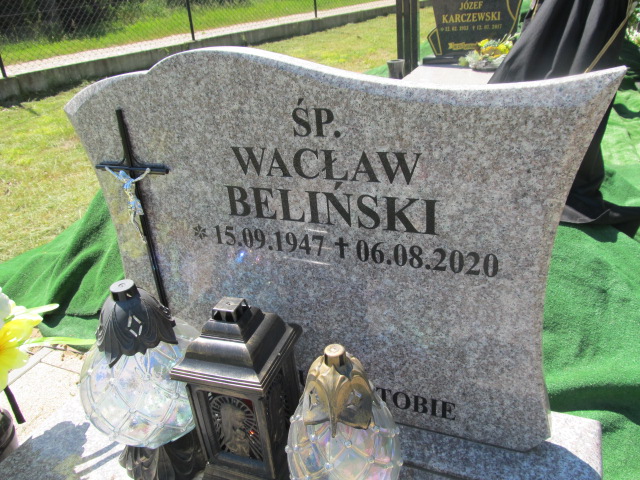 JÓZEF
KARCZEWSKI
ŚP.
WACŁAW
BELIŃSKI
* 15.09.1947 ✝ 06.08.2020
TOBIE